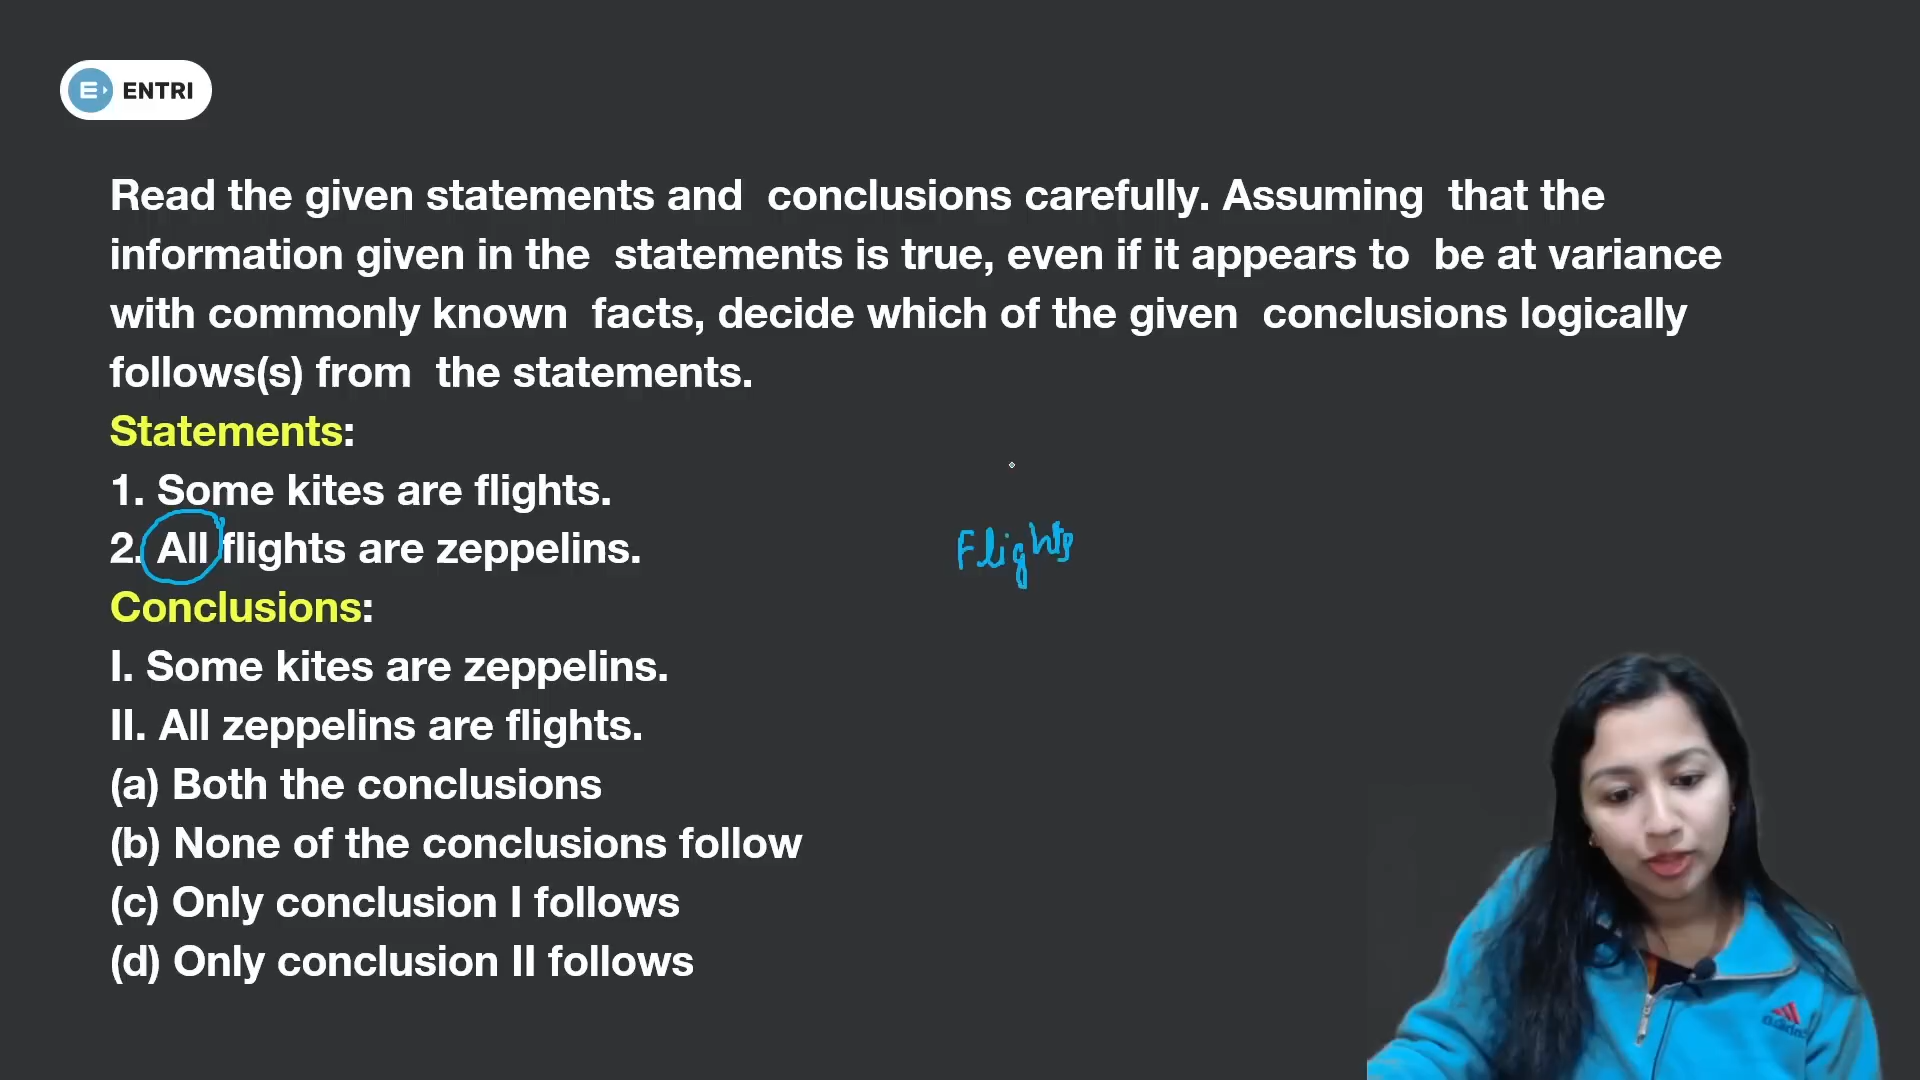 ENTRI
Read the given statements and conclusions carefully. Assuming that the
information given in the statements is true, even if it appears to be at variance
with commonly known facts, decide which of the given conclusions logically
follows(s) from the statements.
Statements:
1. Some kites are flights.
2. All flights are zeppelins.
Flights
Conclusions:
I. Some kites are zeppelins.
II. All zeppelins are flights.
(a) Both the conclusions
(b) None of the conclusions follow
(c) Only conclusion I follows
(d) Only conclusion II follows
adidas